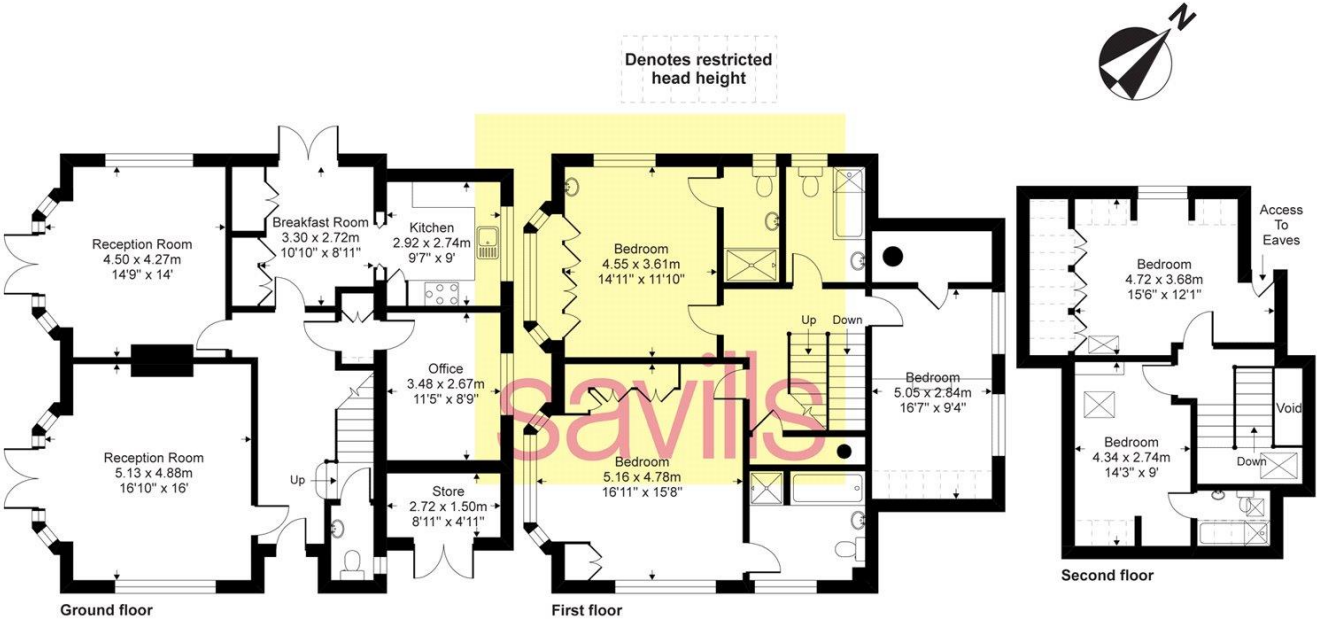 N
Denotes restricted
head height
Reception Room
4.50 x 4.27m
14'9" x 14'
Breakfast Room
3.30 x 2.72m
10'10" x 8'11"
Kitchen
2.92 x 2.74m
9'7" x 9'
Office
3.48 x 2.67m
11'5" x 8'9"
Reception Room
5.13 x 4.88m
16'10" x 16'
Up
Store
2.72 x 1.50m
8'11" x 4'11"
Ground floor
Bedroom
4.55 x 3.61m
14'11" x 11'10"
Up
Down
Bedroom
5.05 x 2.84m
16'7" x 9'4"
savills
Bedroom
5.16 x 4.78m
16'11" x 15'8"
First floor
Access
To
Eaves
Bedroom
4.72 x 3.68m
15'6" x 12'1"
Void
Bedroom
4.34 x 2.74m
14'3" x 9'
Down
Second floor